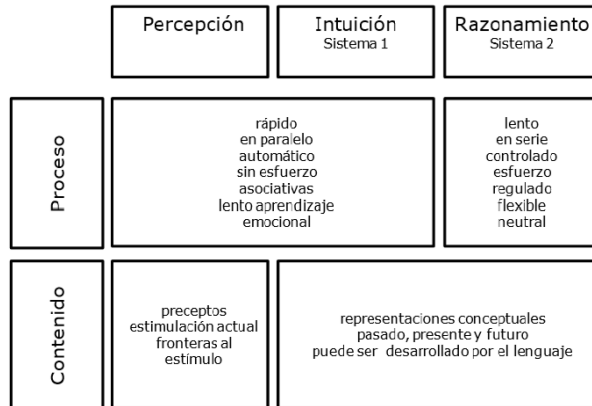 Percepción
Intuición
Sistema 1
Razonamiento
Sistema 2
Proceso
rápido
en paralelo
automático
sin esfuerzo
asociativas
lento aprendizaje
emocional
lento
en serie
controlado
esfuerzo
regulado
flexible
neutral
Contenido
preceptos
estimulación actual
fronteras al
estímulo
representaciones conceptuales
pasado, presente y futuro
puede ser desarrollado por el lenguaje